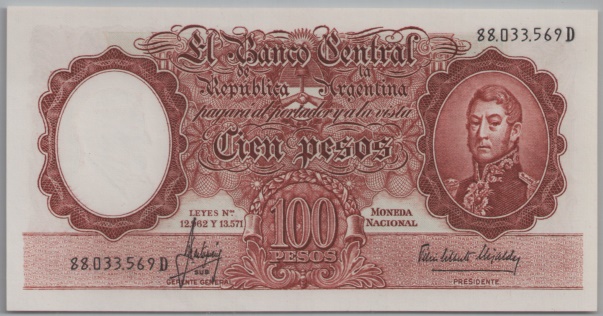 88.033.569 D
El Banco Central
de la
República Argentina
pagará al portador y a la vista
Cien pesos
LEYES Nos.
12.962 Y 13.571
100
PESOS
MONEDA
NACIONAL
88.033.569 D
SUB
GERENTE GENERAL
PRESIDENTE